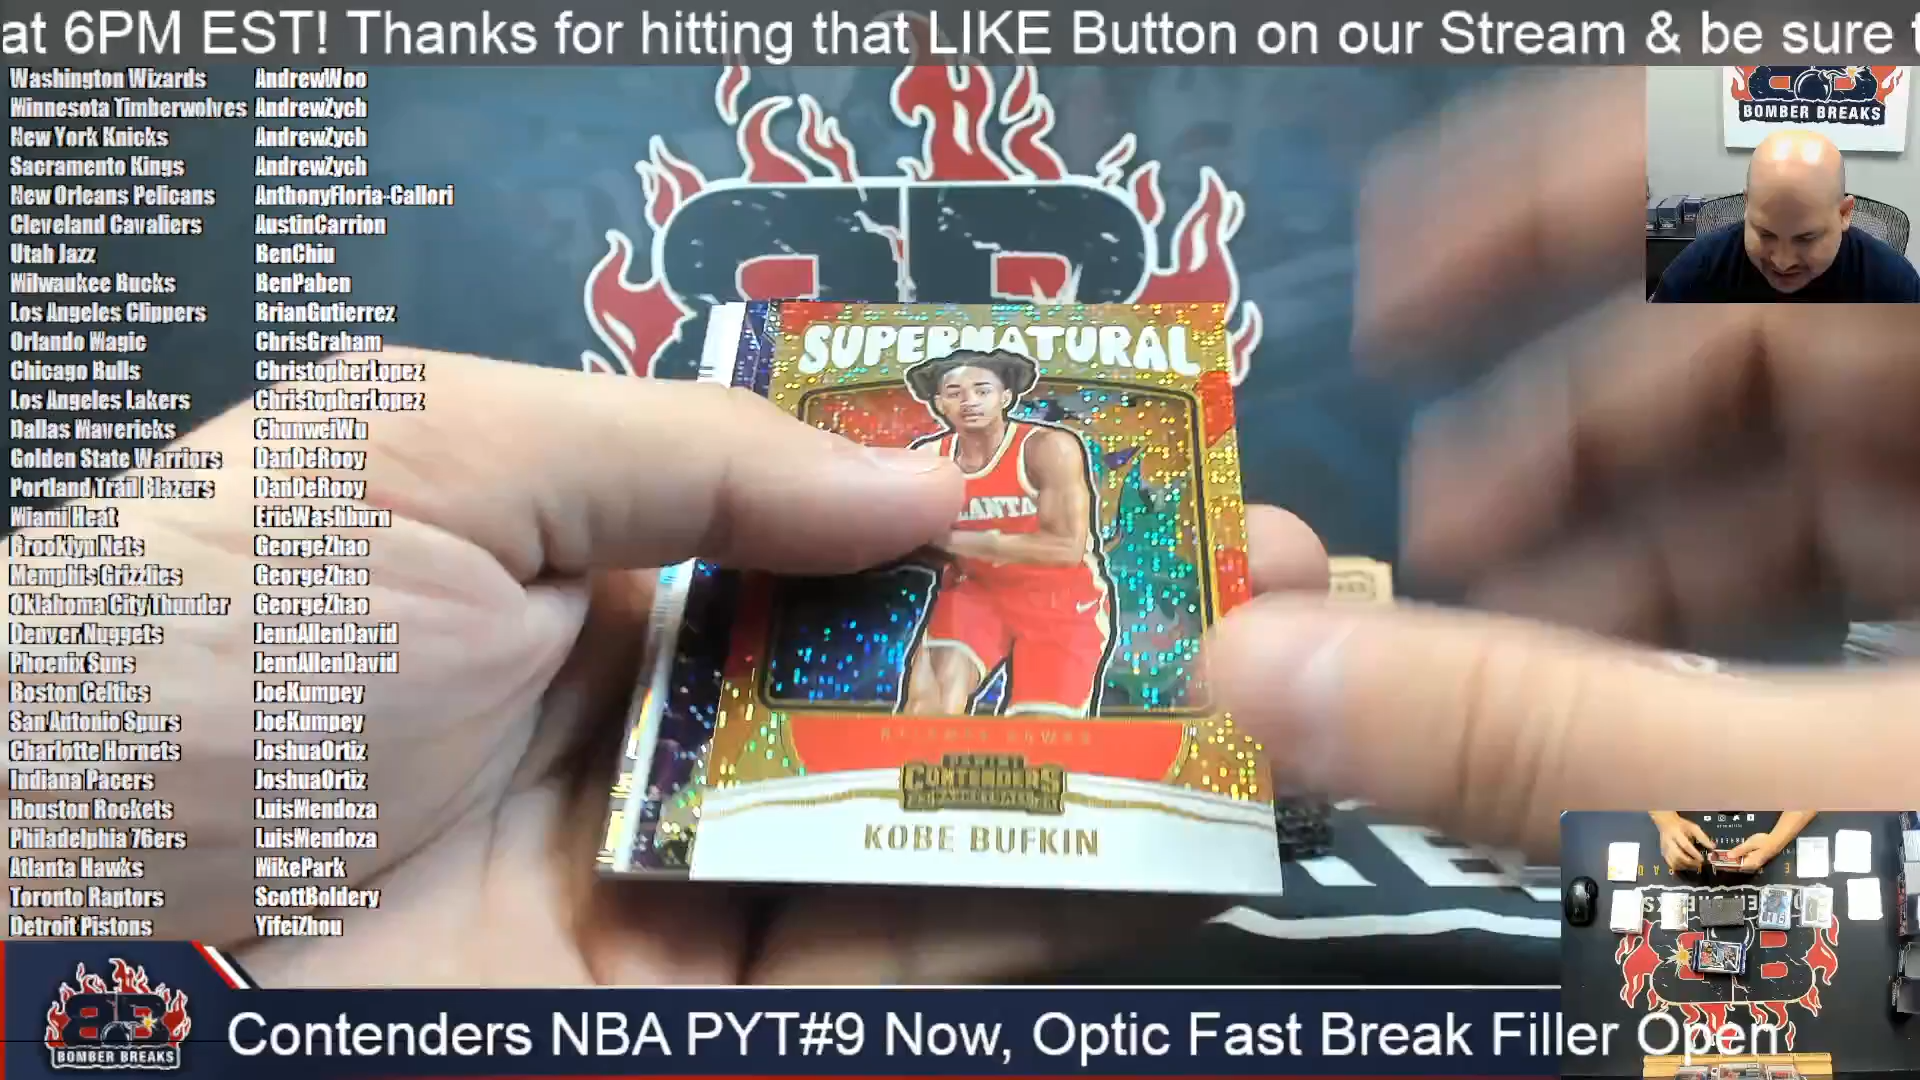 at 6PM EST! Thanks for hitting that LIKE Button on our Stream & be sure t
Washington Wizards AndrewWoo
Minnesota Timberwolves AndrewZych
New York Knicks AndrewZych
Sacramento Kings AndrewZych
New Orleans Pelicans AnthonyFloria-Callori
Cleveland Cavaliers AustinCarrion
Utah Jazz BenChiu
Milwaukee Bucks BenPaben
Los Angeles Clippers BrianGutierrez
Orlando Magic ChrisGraham
Chicago Bulls ChristopherLopez
Los Angeles Lakers ChristopherLopez
Dallas Mavericks ChunweiWu
Golden State Warriors DanDeRooy
Portland Trail Blazers DanDeRooy
Miami Heat EricWashburn
Brooklyn Nets GeorgeZhao
Memphis Grizzlies GeorgeZhao
Oklahoma City Thunder GeorgeZhao
Denver Nuggets JennAllenDavid
Phoenix Suns JennAllenDavid
Boston Celtics JoeKumpey
San Antonio Spurs JoeKumpey
Charlotte Hornets JoshuaOrtiz
Indiana Pacers JoshuaOrtiz
Houston Rockets LuisMendoza
Philadelphia 76ers LuisMendoza
Atlanta Hawks MikePark
Toronto Raptors ScottBoldery
Detroit Pistons YifeiZhou
BOMBER BREAKS
SUPERNATURAL
LANTA
ATLANTA HAWKS
PANINI
CONTENDERS
KOBE BUFKIN
BOMBER BREAKS
Contenders NBA PYT#9 Now, Optic Fast Break Filler Open